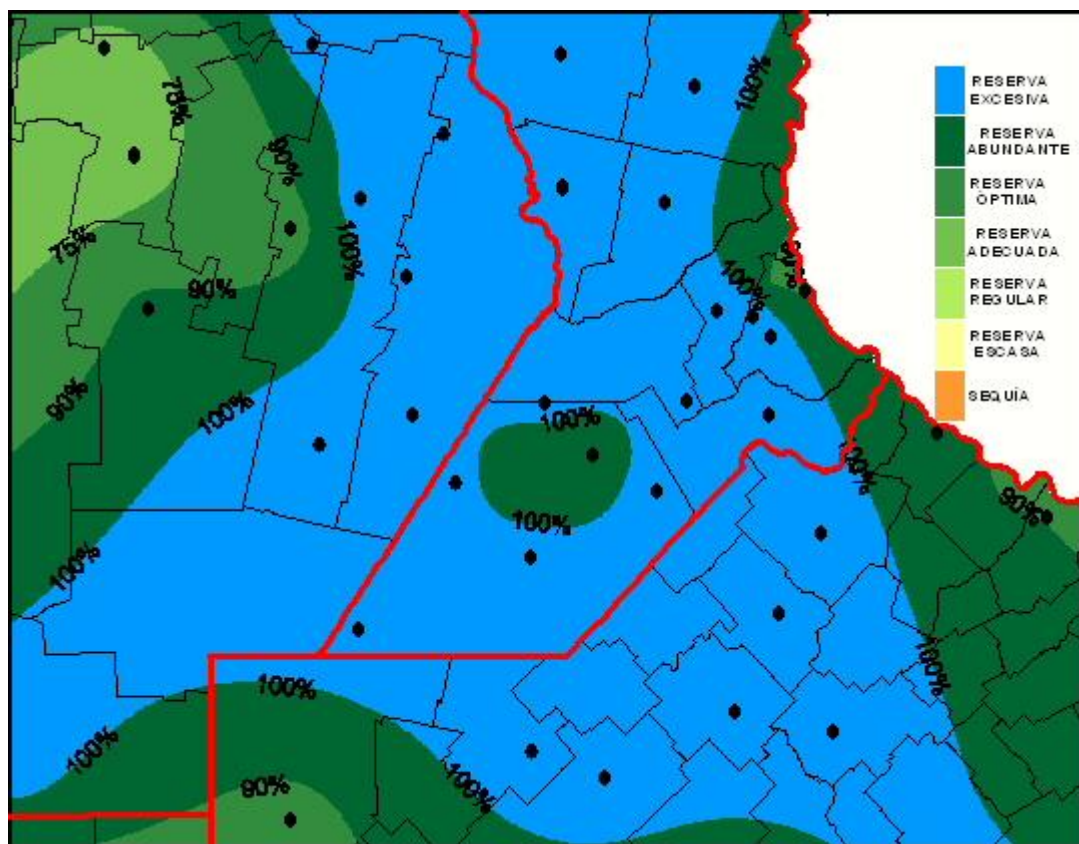 75%
90%
100%
100%
75%
90%
100%
90%
100%
100%
100%
100%
90%
100%
100%
100%
100%
100%
90%
100%
RESERVA
EXCESIVA
RESERVA
ABUNDANTE
RESERVA
ÓPTIMA
RESERVA
ADECUADA
RESERVA
REGULAR
RESERVA
ESCASA
SEQUÍA